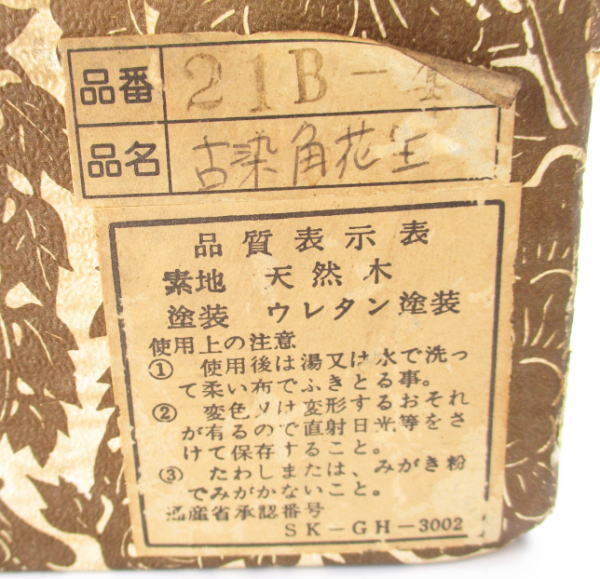 品番 21B-
品名 古染角花生
品質表示表
素地 天然木
塗装 ウレタン塗装
使用上の注意
① 使用後は湯又は水で洗っ
て柔い布でふきとる事。
② 変色又は変形するおそれ
が有るので直射日光等をさ
けて保存すること。
③ たわしまたは、みがき粉
でみがかないこと。
通産省承認番号
SK-GH-3002